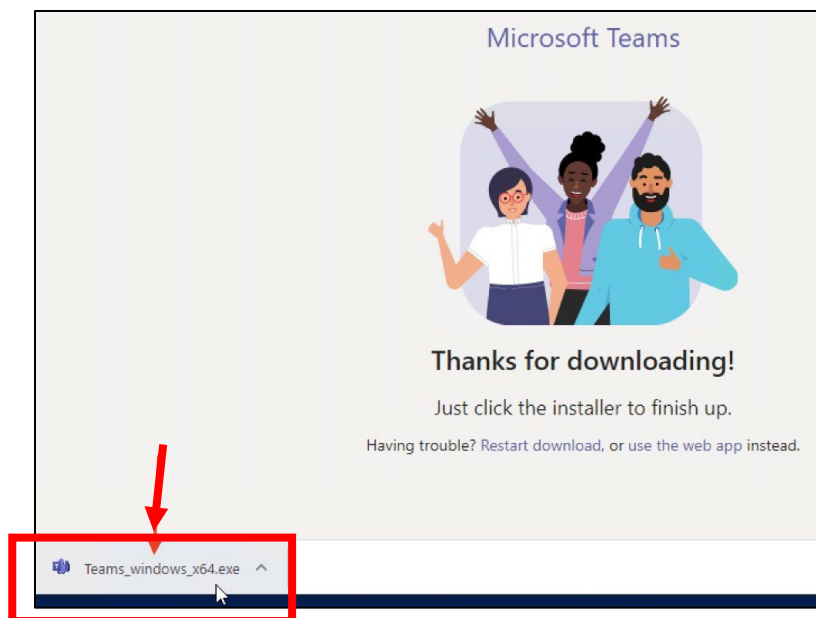 Microsoft Teams
Thanks for downloading!
Just click the installer to finish up.
Having trouble? Restart download, or use the web app instead.
Teams_windows_x64.exe